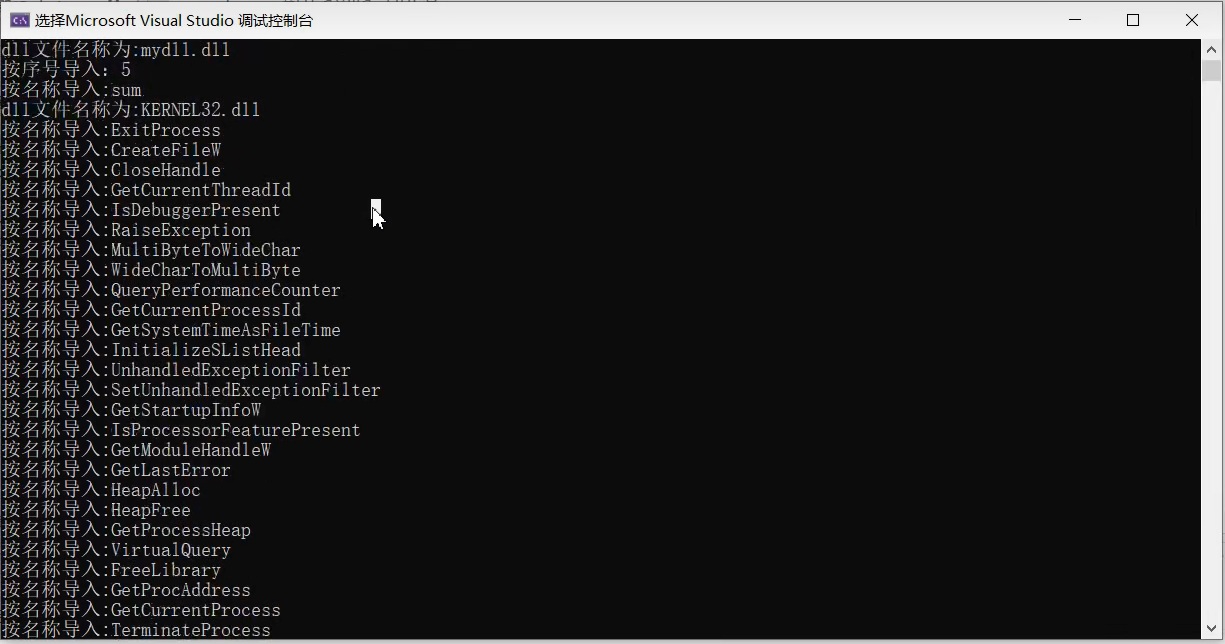 选择Microsoft Visual Studio 调试控制台
dll文件名称为:mydll.dll
按序号导入：5
按名称导入:sum
dll文件名称为:KERNEL32.dll
按名称导入:ExitProcess
按名称导入:CreateFileW
按名称导入:CloseHandle
按名称导入:GetCurrentThreadId
按名称导入:IsDebuggerPresent
按名称导入:RaiseException
按名称导入:MultiByteToWideChar
按名称导入:WideCharToMultiByte
按名称导入:QueryPerformanceCounter
按名称导入:GetCurrentProcessId
按名称导入:GetSystemTimeAsFileTime
按名称导入:InitializeSListHead
按名称导入:UnhandledExceptionFilter
按名称导入:SetUnhandledExceptionFilter
按名称导入:GetStartupInfoW
按名称导入:IsProcessorFeaturePresent
按名称导入:GetModuleHandleW
按名称导入:GetLastError
按名称导入:HeapAlloc
按名称导入:HeapFree
按名称导入:GetProcessHeap
按名称导入:VirtualQuery
按名称导入:FreeLibrary
按名称导入:GetProcAddress
按名称导入:GetCurrentProcess
按名称导入:TerminateProcess